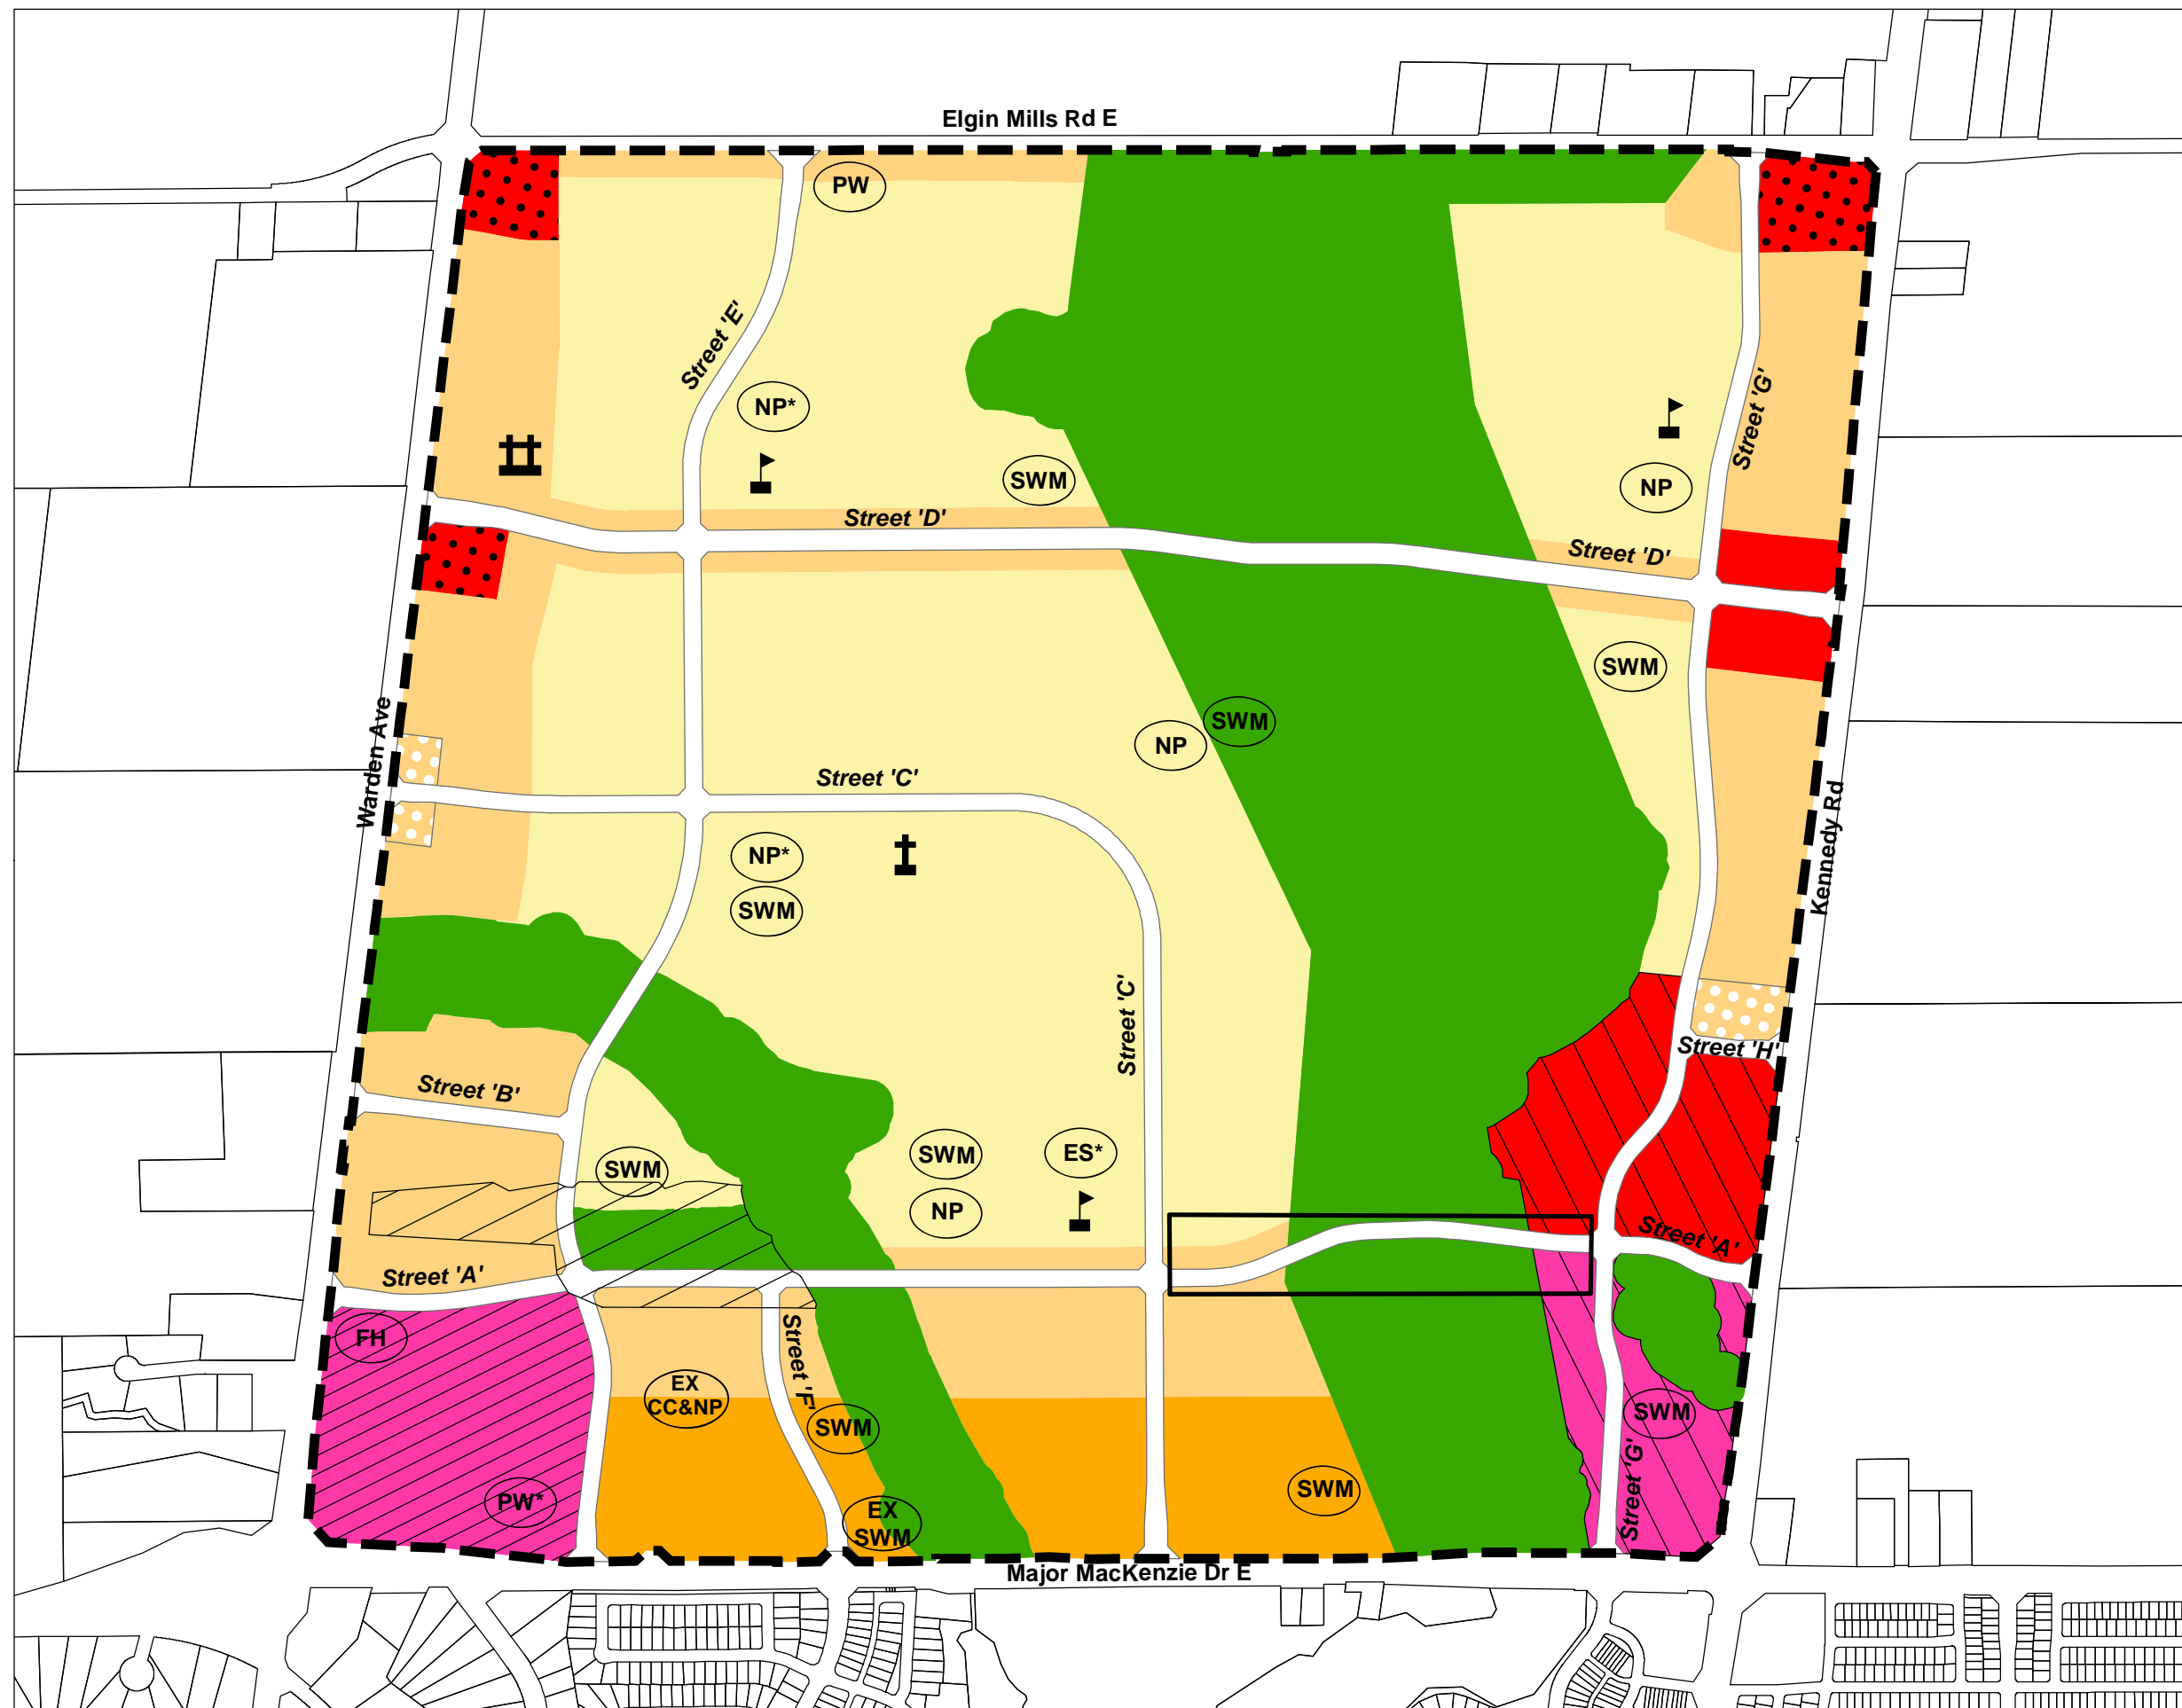 Elgin Mills Rd E
PW
Street 'E'
NP*
Street 'G'
SWM
NP
Street 'D'
Street 'D'
SWM
Warden Ave
SWM
NP
Street 'C'
Kennedy Rd
NP*
SWM
Street 'C'
Street 'H'
Street 'B'
SWM
SWM
ES*
NP
Street 'A'
Street 'A'
FH
Street 'F'
EX
CC&NP
SWM
SWM
Street 'G'
SWM
PW*
EX
SWM
Major MacKenzie Dr E